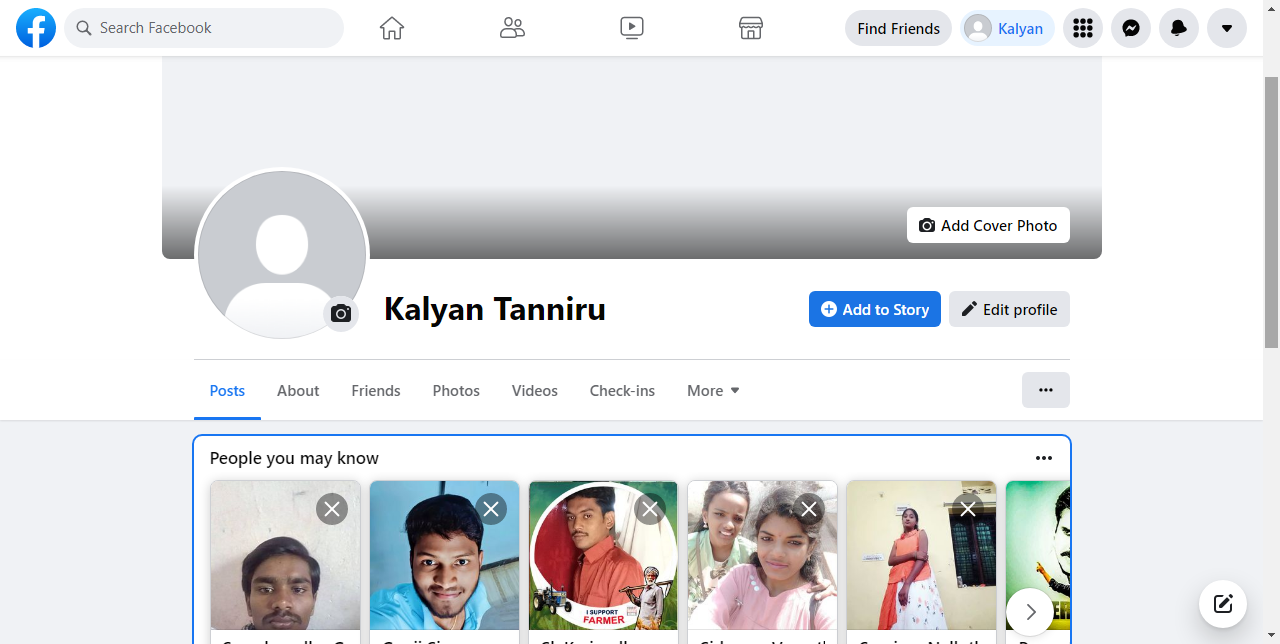 Search Facebook
Find Friends
Kalyan
Add Cover Photo
Kalyan Tanniru
Add to Story
Edit profile
Posts
About
Friends
Photos
Videos
Check-ins
More
People you may know
I SUPPORT
FARMER